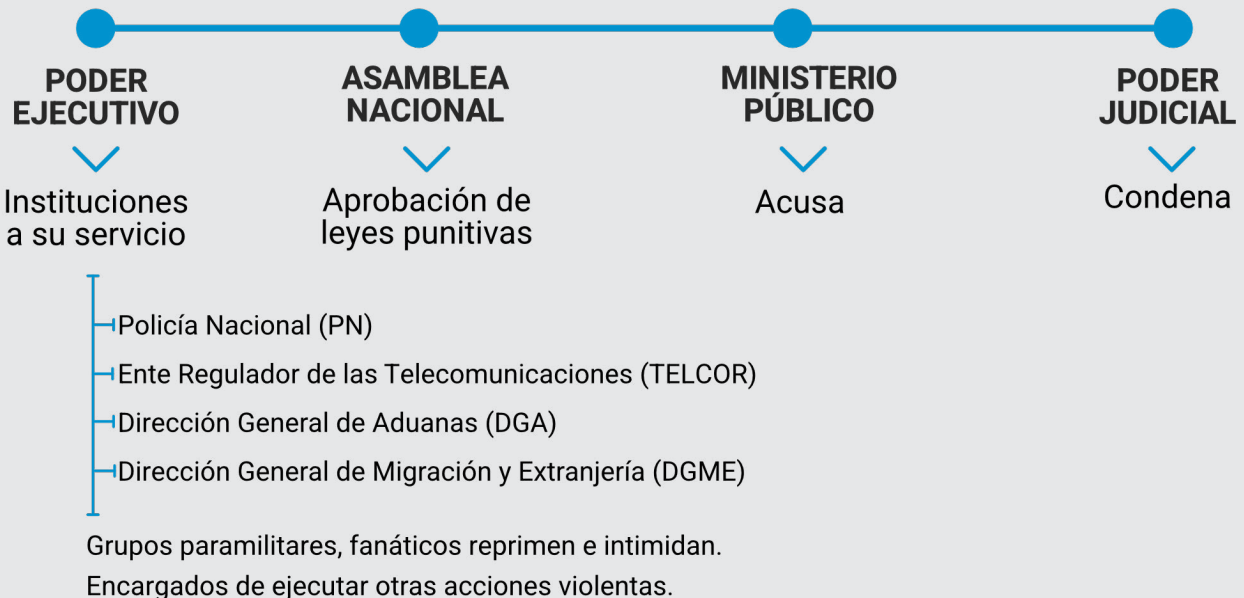 PODER
EJECUTIVO
ASAMBLEA
NACIONAL
MINISTERIO
PÚBLICO
PODER
JUDICIAL
Instituciones
a su servicio
Aprobación de
leyes punitivas
Acusa
Condena
Policía Nacional (PN)
Ente Regulador de las Telecomunicaciones (TELCOR)
Dirección General de Aduanas (DGA)
Dirección General de Migración y Extranjería (DGME)
Grupos paramilitares, fanáticos reprimen e intimidan.
Encargados de ejecutar otras acciones violentas.